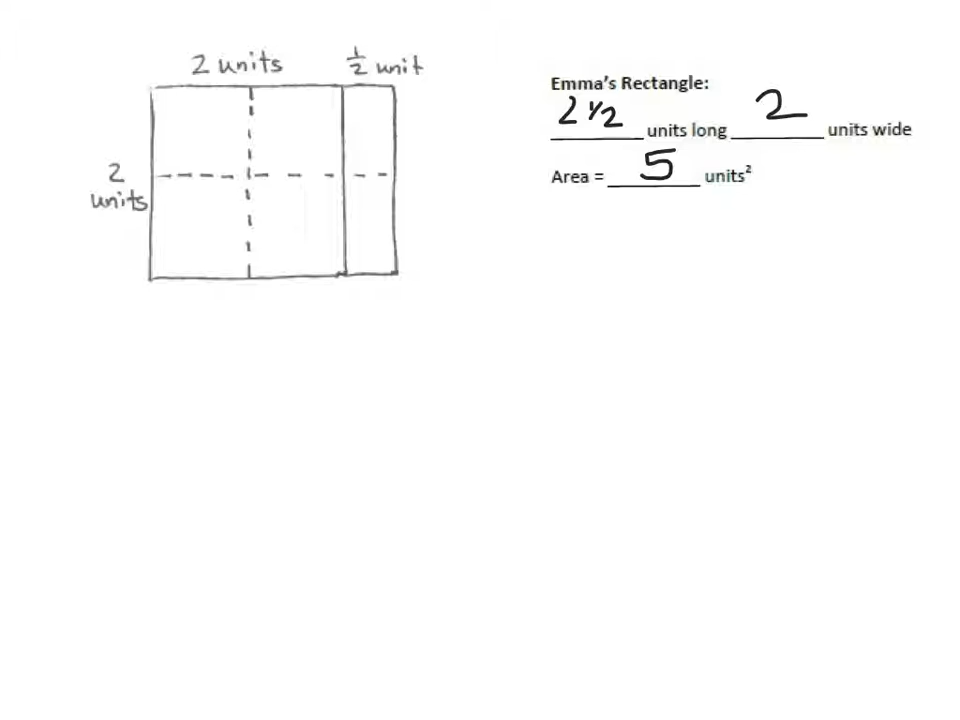 2 units ½ unit
2
units
Emma's Rectangle:
2 ½ units long 2 units wide
Area = 5 units²